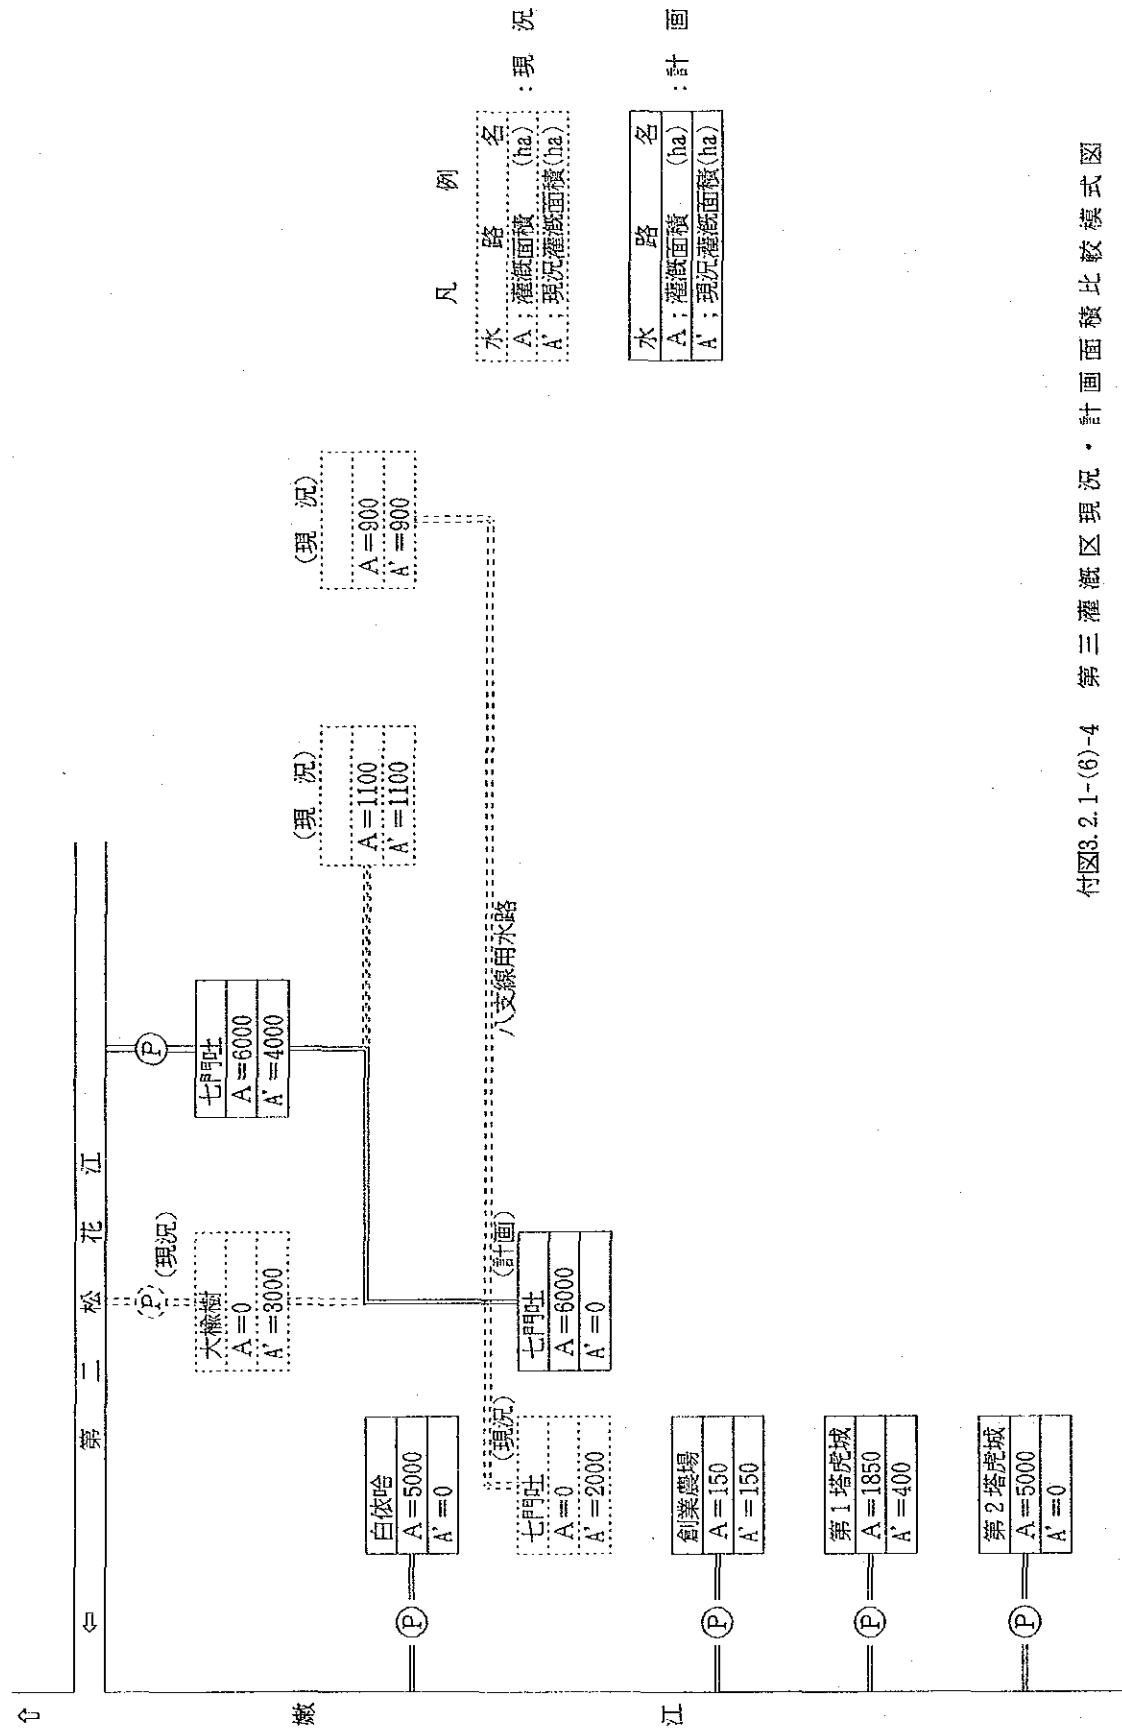 ⇧
嫩江
⇦
第二松花江
Ⓟ
(現況)
大楡樹
A=0
A'=3000
Ⓟ
七門吐
A=6000
A'=4000
(現況)
A=1100
A'=1100
(現況)
A=900
A'=900
八支線用水路
Ⓟ
白依哈
A=5000
A'=0
(現況)
七門吐
A=0
A'=2000
(計画)
七門吐
A=6000
A'=0
Ⓟ
創業農場
A=150
A'=150
Ⓟ
第1塔虎城
A=1850
A'=400
Ⓟ
第2塔虎城
A=5000
A'=0
凡例
水路名
A;灌漑面積(ha)
A';現況灌漑面積(ha)
:現況
水路名
A;灌漑面積(ha)
A';現況灌漑面積(ha)
:計画
付図3.2.1-(6)-4 第三灌漑区現況・計画面積比較模式図